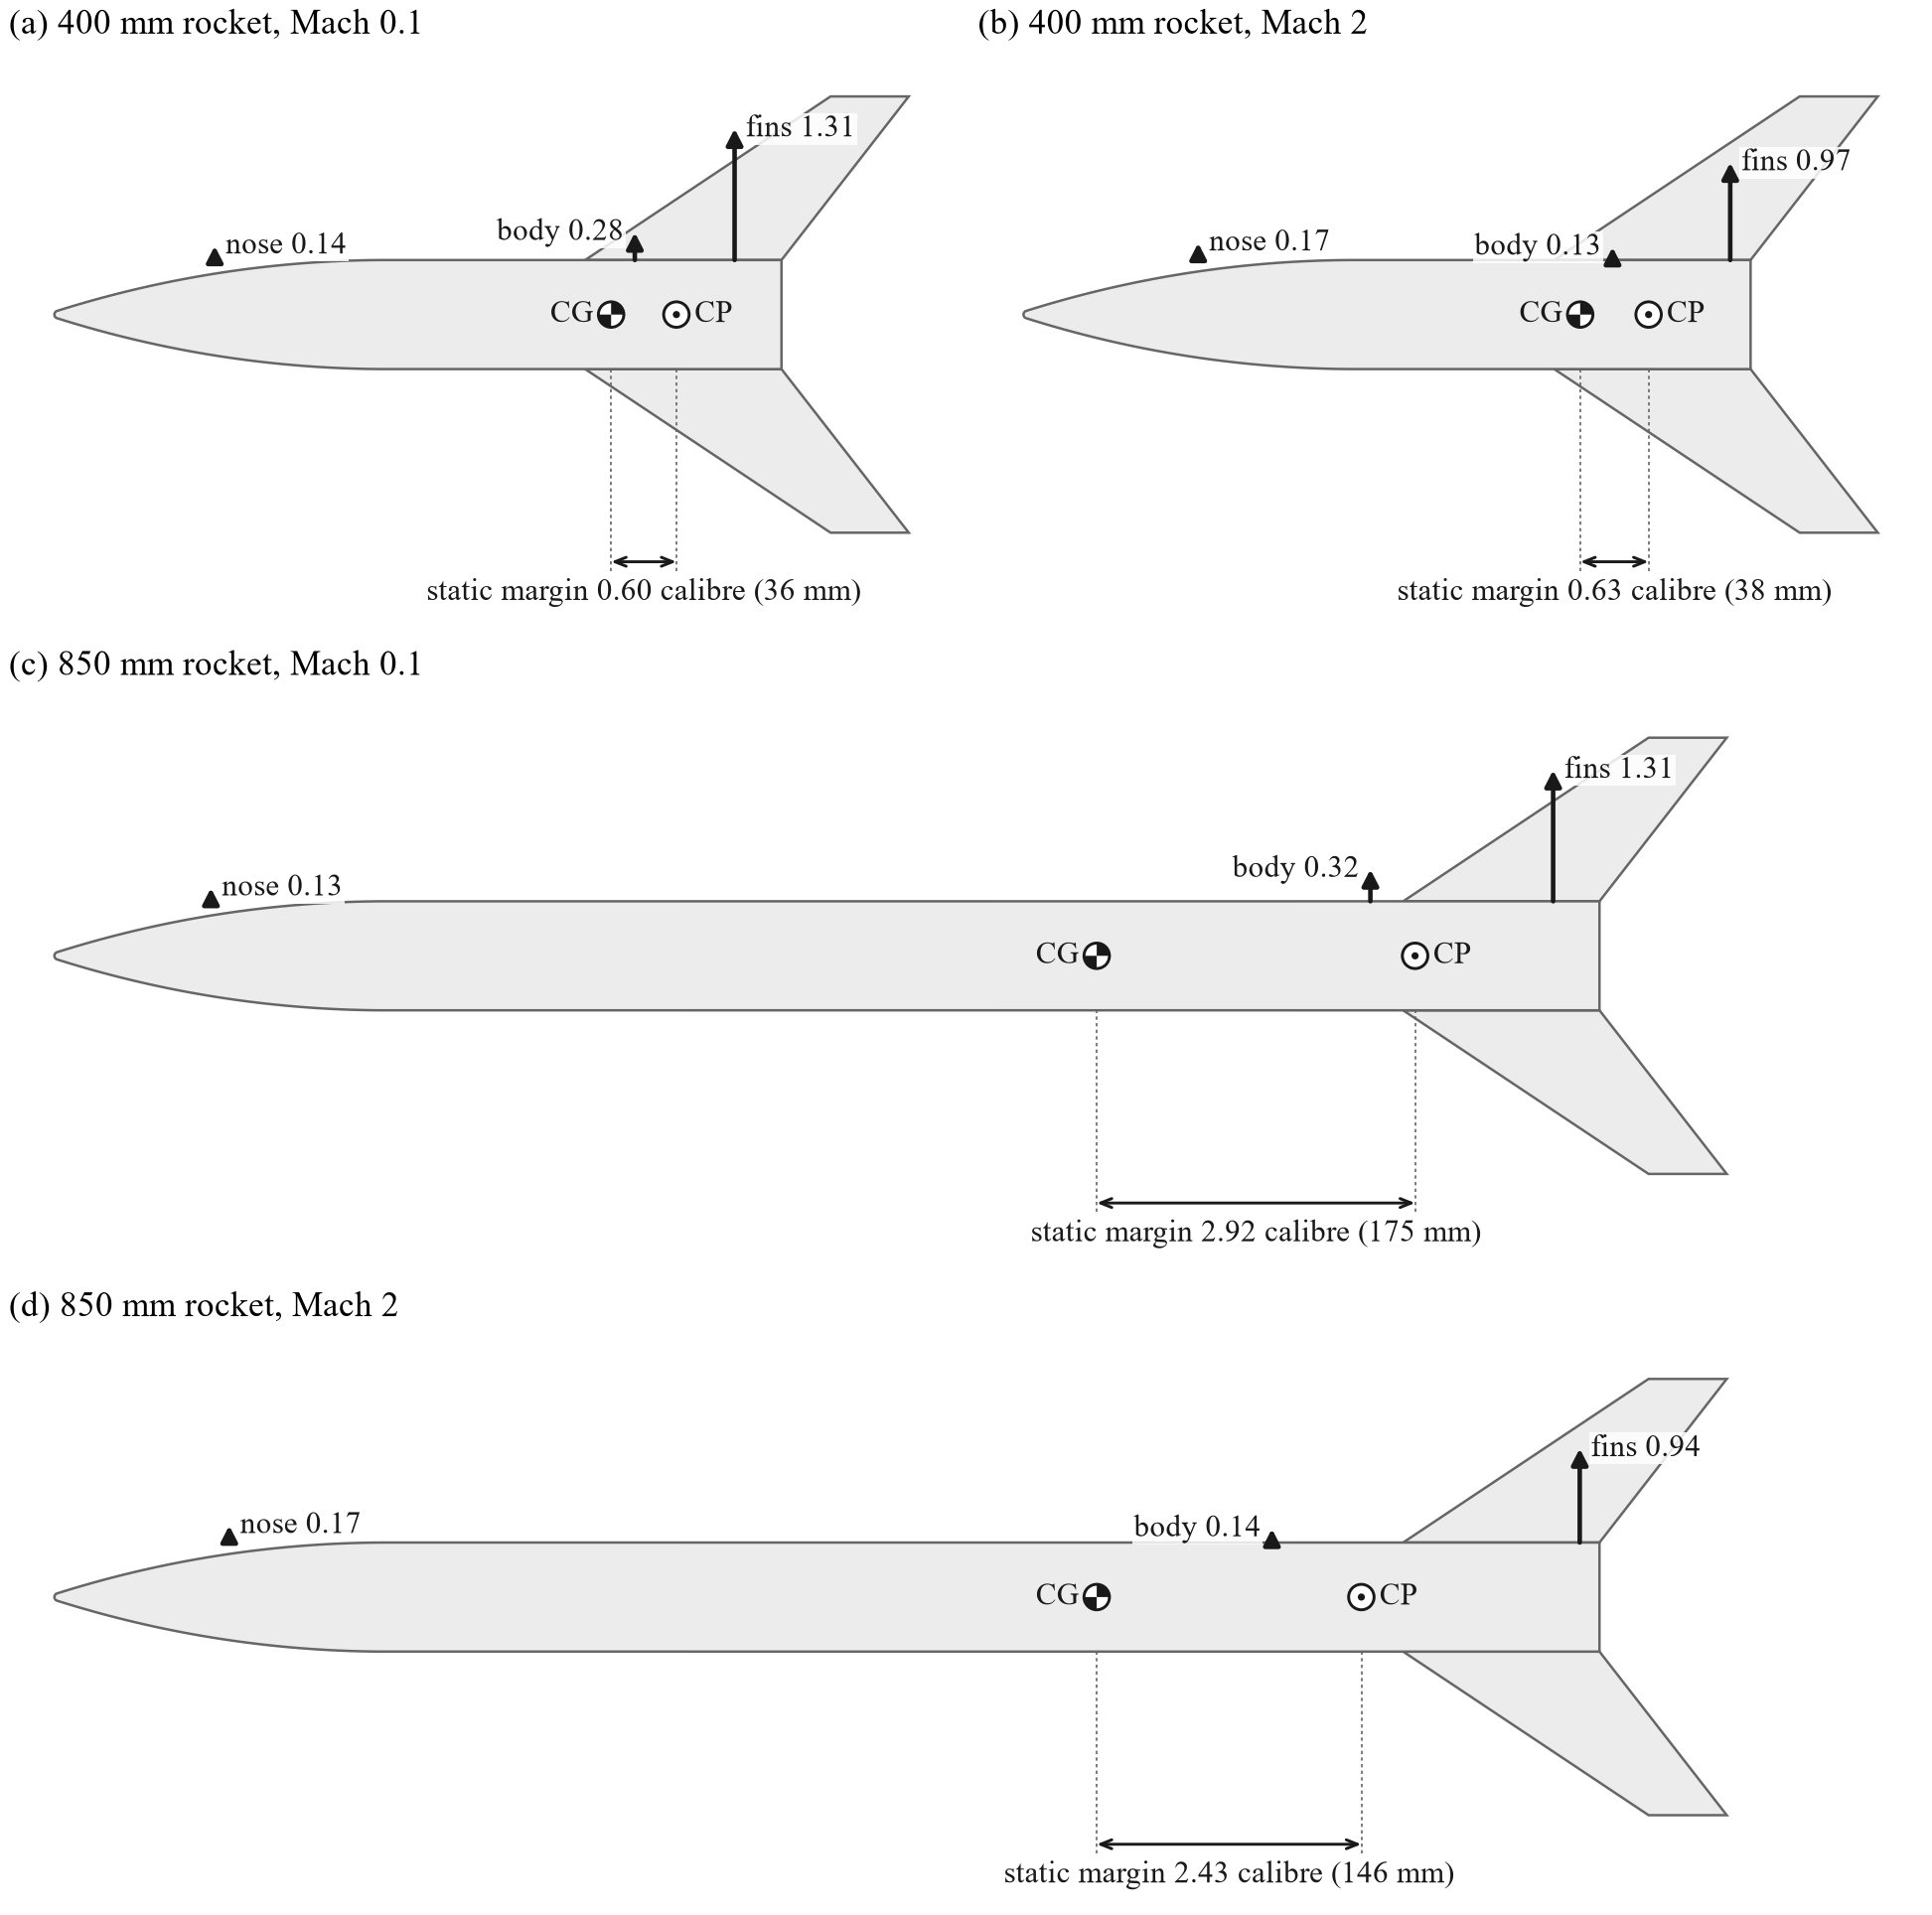 (a) 400 mm rocket, Mach 0.1
fins 1.31
body 0.28
nose 0.14
CG
CP
static margin 0.60 calibre (36 mm)
(b) 400 mm rocket, Mach 2
fins 0.97
nose 0.17
body 0.13
CG
CP
static margin 0.63 calibre (38 mm)
(c) 850 mm rocket, Mach 0.1
fins 1.31
body 0.32
nose 0.13
CG
CP
static margin 2.92 calibre (175 mm)
(d) 850 mm rocket, Mach 2
fins 0.94
nose 0.17
body 0.14
CG
CP
static margin 2.43 calibre (146 mm)